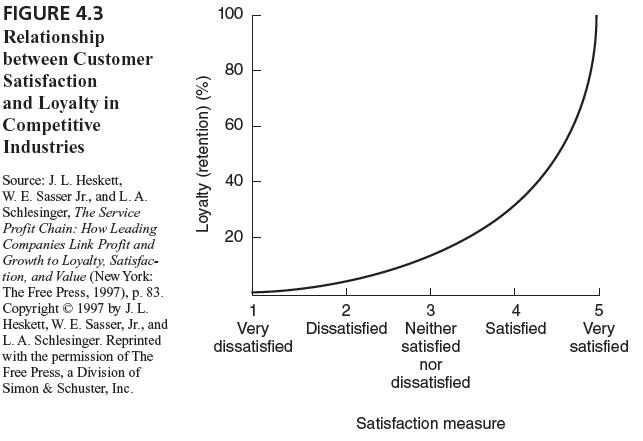 FIGURE 4.3
Relationship
between Customer
Satisfaction
and Loyalty in
Competitive
Industries
Source: J. L. Heskett,
W. E. Sasser Jr., and L. A.
Schlesinger, The Service
Profit Chain: How Leading
Companies Link Profit and
Growth to Loyalty, Satisfac-
tion, and Value (New York:
The Free Press, 1997), p. 83.
Copyright © 1997 by J. L.
Heskett, W. E. Sasser, Jr., and
L. A. Schlesinger. Reprinted
with the permission of The
Free Press, a Division of
Simon & Schuster, Inc.
Loyalty (retention) (%)
100
80
60
40
20
1
Very
dissatisfied
2
Dissatisfied
3
Neither
satisfied
nor
dissatisfied
4
Satisfied
5
Very
satisfied
Satisfaction measure